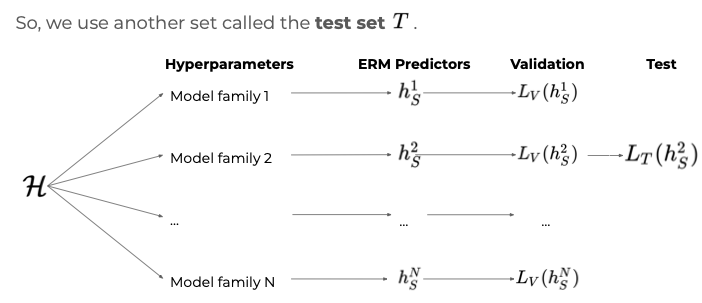 So, we use another set called the test set T .
Hyperparameters ERM Predictors Validation Test
Model family 1 h_S^1 L_V(h_S^1)
Model family 2 h_S^2 L_V(h_S^2) L_T(h_S^2)
H
... ... ...
Model family N h_S^N L_V(h_S^N)